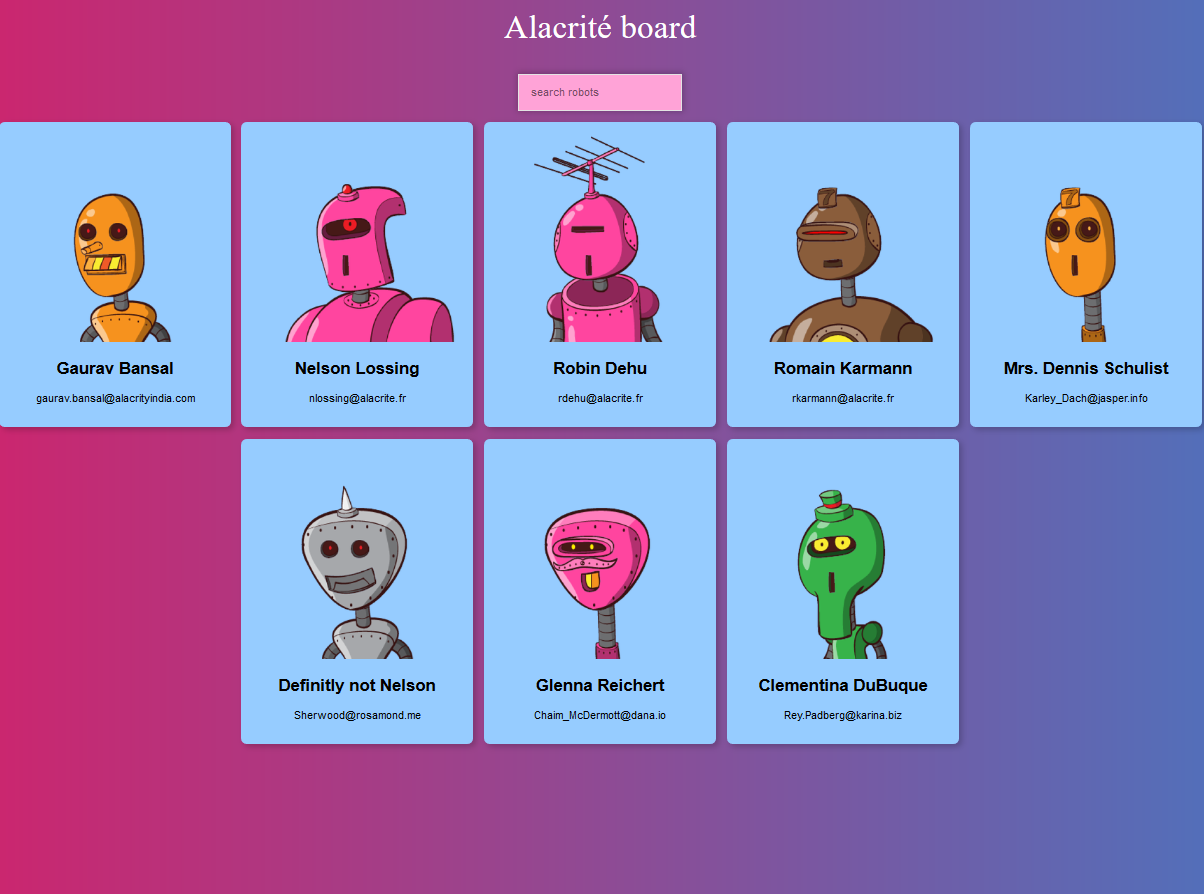 Alacrité board
search robots
Gaurav Bansal
gaurav.bansal@alacrityindia.com
Nelson Lossing
nlossing@alacrite.fr
Robin Dehu
rdehu@alacrite.fr
7
Romain Karmann
rkarmann@alacrite.fr
7
Mrs. Dennis Schulist
Karley_Dach@jasper.info
Definitly not Nelson
Sherwood@rosamond.me
Glenna Reichert
Chaim_McDermott@dana.io
Clementina DuBuque
Rey.Padberg@karina.biz